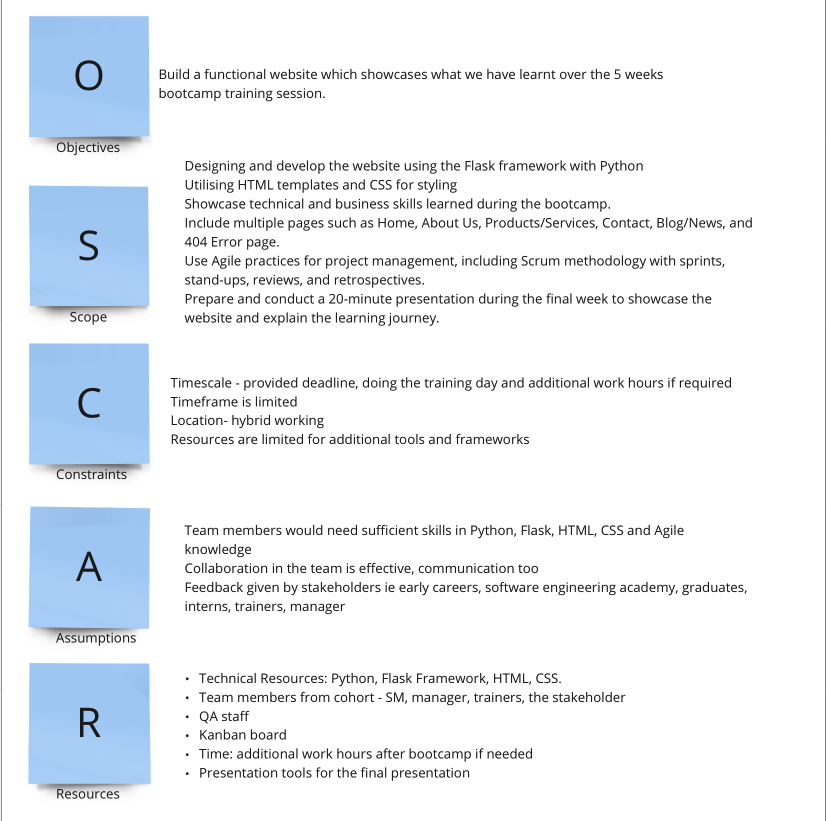 O
Build a functional website which showcases what we have learnt over the 5 weeks
bootcamp training session.
Objectives
Designing and develop the website using the Flask framework with Python
Utilising HTML templates and CSS for styling
Showcase technical and business skills learned during the bootcamp.
Include multiple pages such as Home, About Us, Products/Services, Contact, Blog/News, and
404 Error page.
Use Agile practices for project management, including Scrum methodology with sprints,
stand-ups, reviews, and retrospectives.
Prepare and conduct a 20-minute presentation during the final week to showcase the
website and explain the learning journey.
S
Scope
C
Timescale - provided deadline, doing the training day and additional work hours if required
Timeframe is limited
Location- hybrid working
Resources are limited for additional tools and frameworks
Constraints
A
Team members would need sufficient skills in Python, Flask, HTML, CSS and Agile
knowledge
Collaboration in the team is effective, communication too
Feedback given by stakeholders ie early careers, software engineering academy, graduates,
interns, trainers, manager
Assumptions
R
• Technical Resources: Python, Flask Framework, HTML, CSS.
• Team members from cohort - SM, manager, trainers, the stakeholder
• QA staff
• Kanban board
• Time: additional work hours after bootcamp if needed
• Presentation tools for the final presentation
Resources